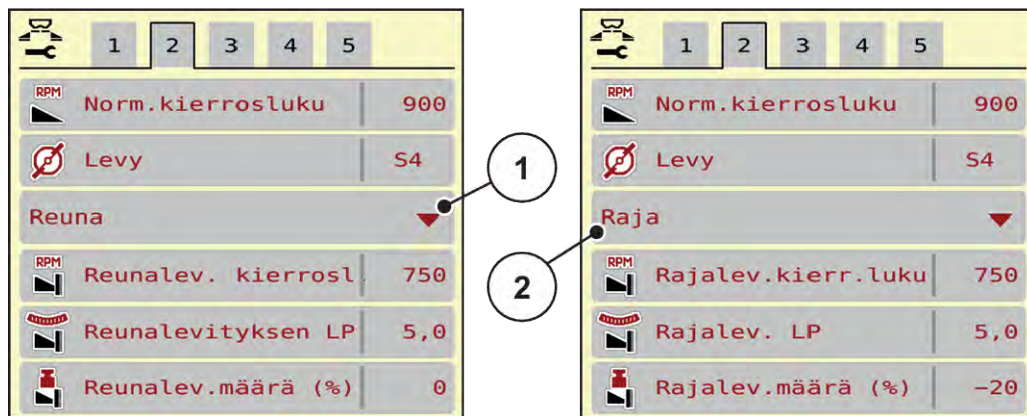 1 2 3 4 5
RPM
Norm.kierrosluku 900
Levy S4
Reuna
RPM
Reunalev. kierrosl. 750
Reunalevityksen LP 5,0
Reunalev.määrä (%) 0
1
2
1 2 3 4 5
RPM
Norm.kierrosluku 900
Levy S4
Raja
RPM
Rajalev.kierr.luku 750
Rajalev. LP 5,0
Rajalev.määrä (%) −20